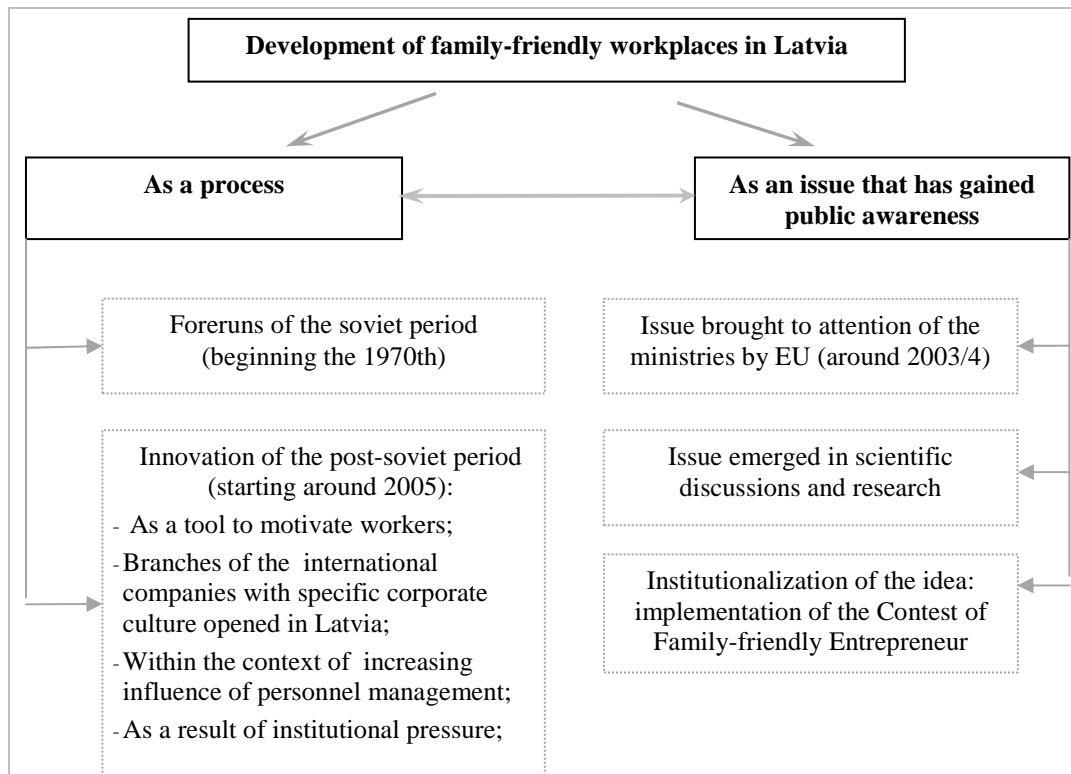 Development of family-friendly workplaces in Latvia
As a process
As an issue that has gained
public awareness
Foreruns of the soviet period
(beginning the 1970th)
Innovation of the post-soviet period
(starting around 2005):
- As a tool to motivate workers;
- Branches of the international
companies with specific corporate
culture opened in Latvia;
- Within the context of increasing
influence of personnel management;
- As a result of institutional pressure;
Issue brought to attention of the
ministries by EU (around 2003/4)
Issue emerged in scientific
discussions and research
Institutionalization of the idea:
implementation of the Contest of
Family-friendly Entrepreneur